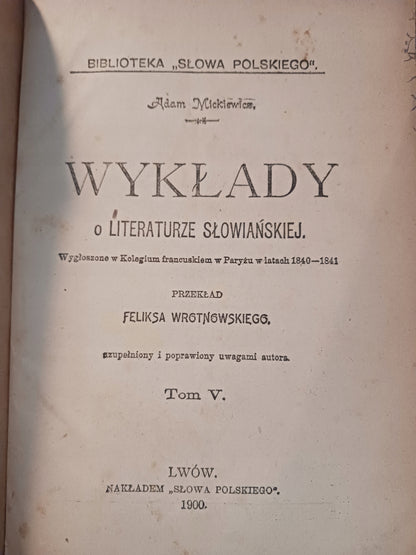 BIBLIOTEKA „SŁOWA POLSKIEGO“.
Adam Mickiewicz.
WYKŁADY
o LITERATURZE SŁOWIAŃSKIEJ.
Wygłoszone w Kolegium francuskiem w Paryżu w latach 1840—1841
PRZEKŁAD
FELIKSA WROTNOWSKIEGO,
uzupełniony i poprawiony uwagami autora.
Tom V.
LWÓW.
NAKŁADEM „SŁOWA POLSKIEGO“.
1900.